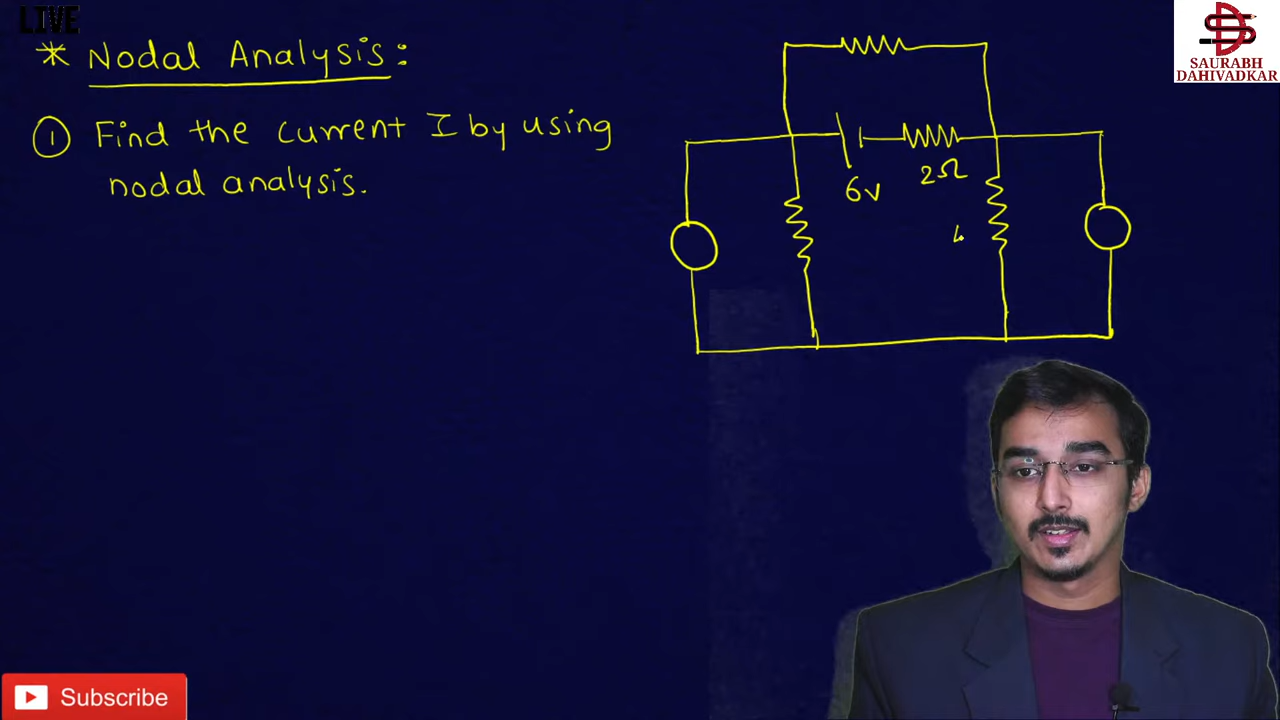 LIVE
* Nodal Analysis:
① Find the current I by using
nodal analysis.
6v
2Ω
SAURABH
DAHIVADKAR
Subscribe